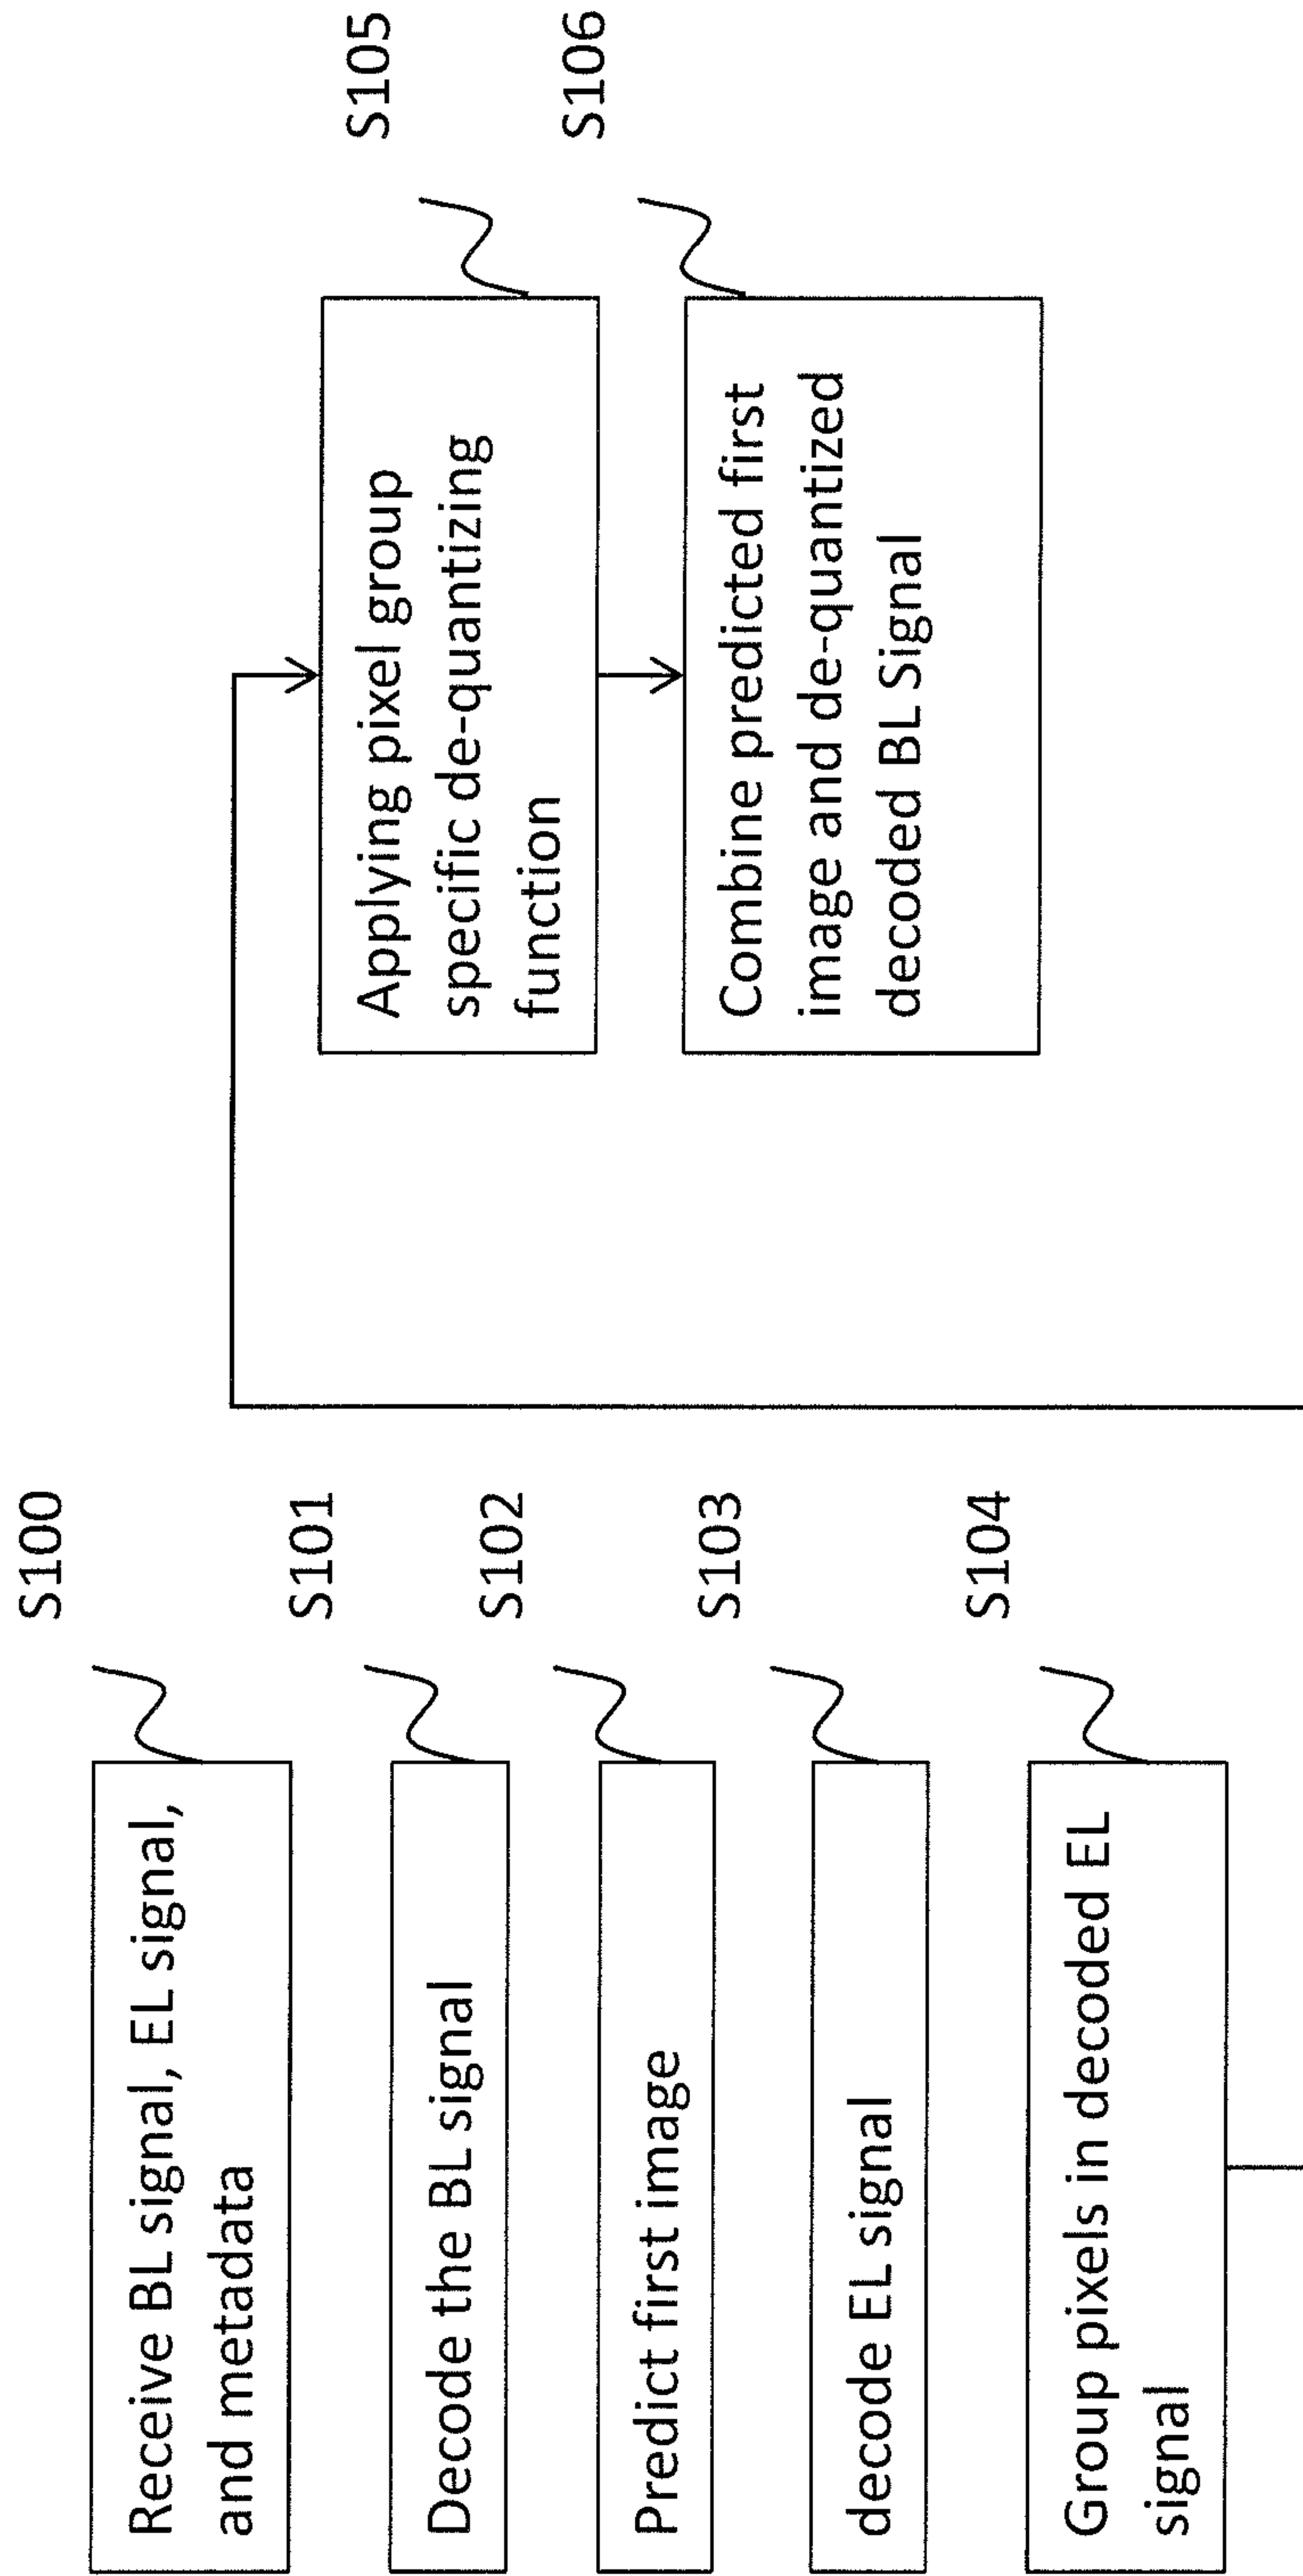 S100
Receive BL signal, EL signal,
and metadata
S101
Decode the BL signal
S102
Predict first image
S103
decode EL signal
S104
Group pixels in decoded EL
signal
S105
Applying pixel group
specific de-quantizing
function
S106
Combine predicted first
image and de-quantized
decoded BL Signal